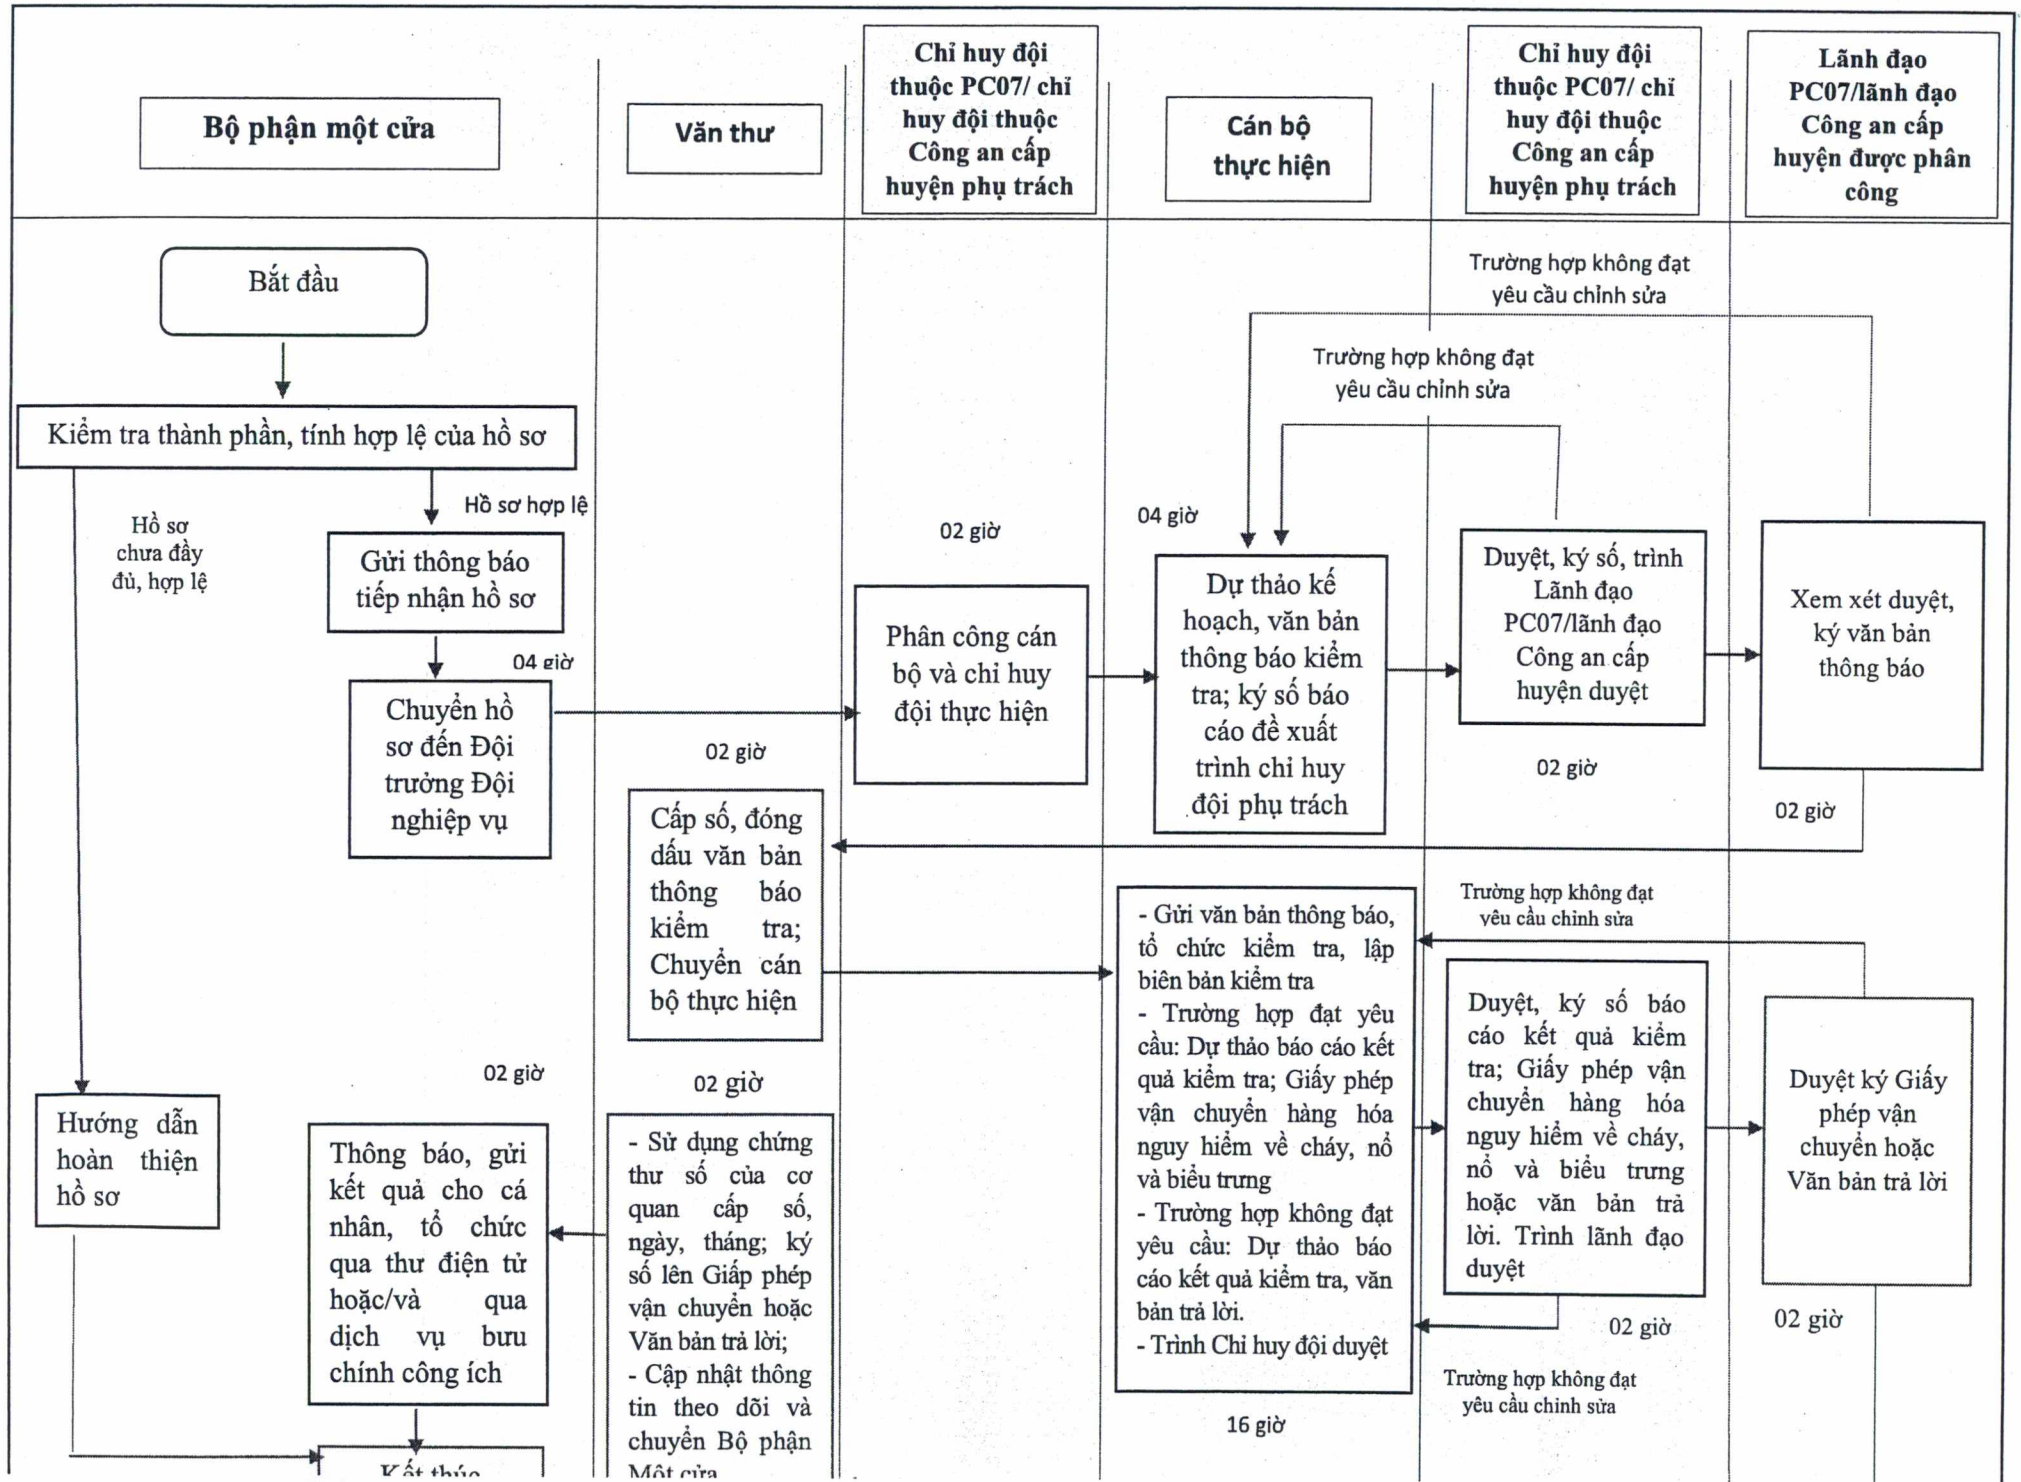 Bộ phận một cửa
Văn thư
Chỉ huy đội
thuộc PC07/ chỉ
huy đội thuộc
Công an cấp
huyện phụ trách
Cán bộ
thực hiện
Chỉ huy đội
thuộc PC07/ chỉ
huy đội thuộc
Công an cấp
huyện phụ trách
Lãnh đạo
PC07/lãnh đạo
Công an cấp
huyện được phân
công
Bắt đầu
Kiểm tra thành phần, tính hợp lệ của hồ sơ
Hồ sơ
chưa đầy
đủ, hợp lệ
Hồ sơ hợp lệ
Gửi thông báo
tiếp nhận hồ sơ
04 giờ
Chuyển hồ
sơ đến Đội
trưởng Đội
nghiệp vụ
02 giờ
Phân công cán
bộ và chỉ huy
đội thực hiện
04 giờ
Dự thảo kế
hoạch, văn bản
thông báo kiểm
tra; ký số báo
cáo đề xuất
trình chỉ huy
đội phụ trách
Trường hợp không đạt
yêu cầu chỉnh sửa
Trường hợp không đạt
yêu cầu chỉnh sửa
Duyệt, ký số, trình
Lãnh đạo
PC07/lãnh đạo
Công an cấp
huyện duyệt
02 giờ
Xem xét duyệt,
ký văn bản
thông báo
02 giờ
02 giờ
Cấp số, đóng
dấu văn bản
thông báo
kiểm tra;
Chuyển cán
bộ thực hiện
- Gửi văn bản thông báo,
tổ chức kiểm tra, lập
biên bản kiểm tra
- Trường hợp đạt yêu
cầu: Dự thảo báo cáo kết
quả kiểm tra; Giấy phép
vận chuyển hàng hóa
nguy hiểm về cháy, nổ
và biểu trưng
- Trường hợp không đạt
yêu cầu: Dự thảo báo
cáo kết quả kiểm tra, văn
bản trả lời.
- Trình Chỉ huy đội duyệt
16 giờ
Trường hợp không đạt
yêu cầu chỉnh sửa
Duyệt, ký số báo
cáo kết quả kiểm
tra; Giấy phép vận
chuyển hàng hóa
nguy hiểm về cháy,
nổ và biểu trưng
hoặc văn bản trả
lời. Trình lãnh đạo
duyệt
02 giờ
Trường hợp không đạt
yêu cầu chỉnh sửa
Duyệt ký Giấy
phép vận
chuyển hoặc
Văn bản trả lời
02 giờ
02 giờ
- Sử dụng chứng
thư số của cơ
quan cấp số,
ngày, tháng; ký
số lên Giấp phép
vận chuyển hoặc
Văn bản trả lời;
- Cập nhật thông
tin theo dõi và
chuyển Bộ phận
Một cửa
02 giờ
Thông báo, gửi
kết quả cho cá
nhân, tổ chức
qua thư điện tử
hoặc/và qua
dịch vụ bưu
chính công ích
Hướng dẫn
hoàn thiện
hồ sơ
Kết thúc